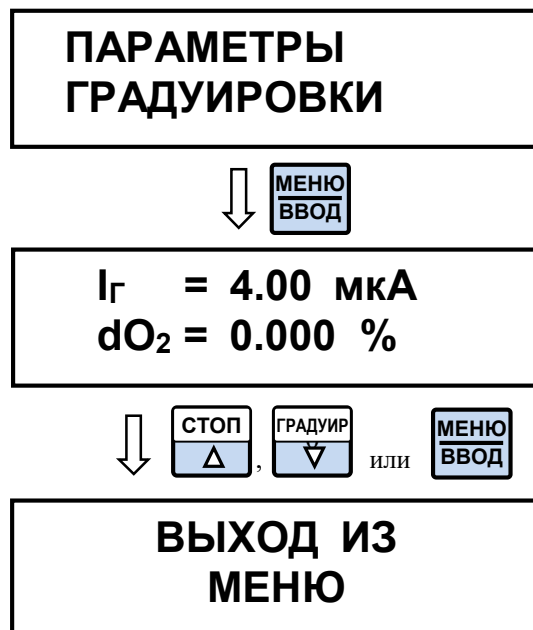 ПАРАМЕТРЫ
ГРАДУИРОВКИ
МЕНЮ
ВВОД
IГ = 4.00 мкА
dO2 = 0.000 %
СТОП , ГРАДУИР или МЕНЮ
ВВОД
ВЫХОД ИЗ
МЕНЮ